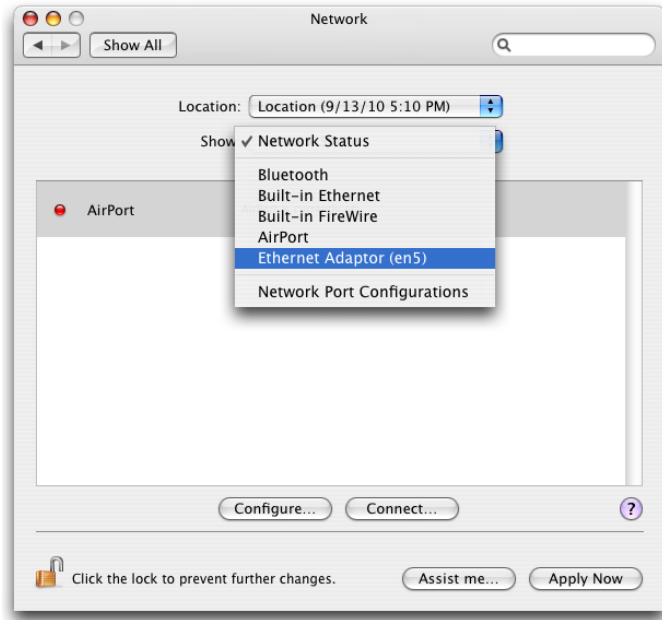 Network
Show All
Location: Location (9/13/10 5:10 PM)
Show ✓ Network Status
Bluetooth
Built-in Ethernet
Built-in FireWire
AirPort
AirPort
Ethernet Adaptor (en5)
Network Port Configurations
Configure... Connect... ?
Click the lock to prevent further changes. Assist me... Apply Now